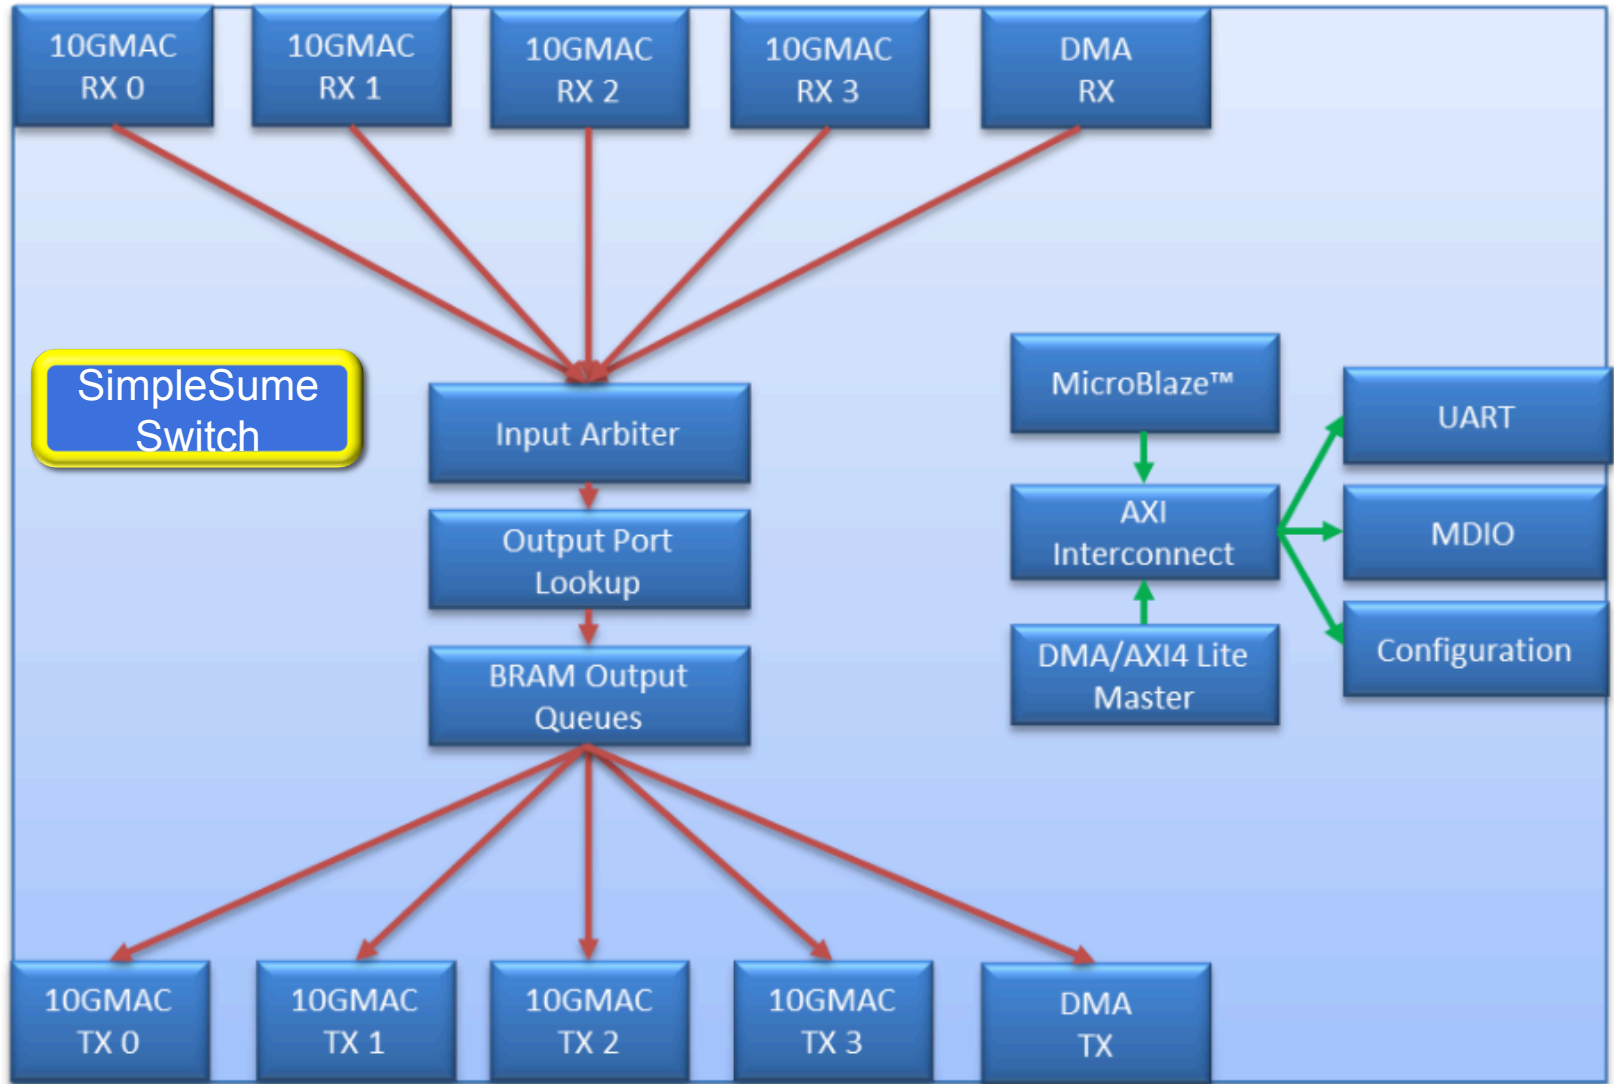 10GMAC
RX 0
10GMAC
RX 1
10GMAC
RX 2
10GMAC
RX 3
DMA
RX
SimpleSume
Switch
Input Arbiter
Output Port
Lookup
BRAM Output
Queues
MicroBlaze™
AXI
Interconnect
DMA/AXI4 Lite
Master
UART
MDIO
Configuration
10GMAC
TX 0
10GMAC
TX 1
10GMAC
TX 2
10GMAC
TX 3
DMA
TX